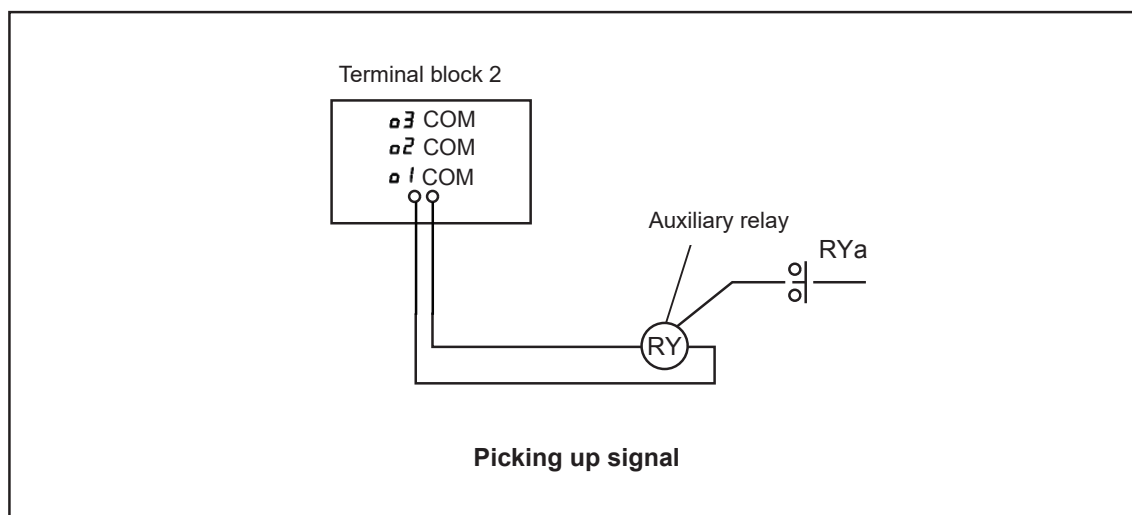 Terminal block 2
o3 COM
o2 COM
o1 COM
Auxiliary relay
RYa
RY
Picking up signal